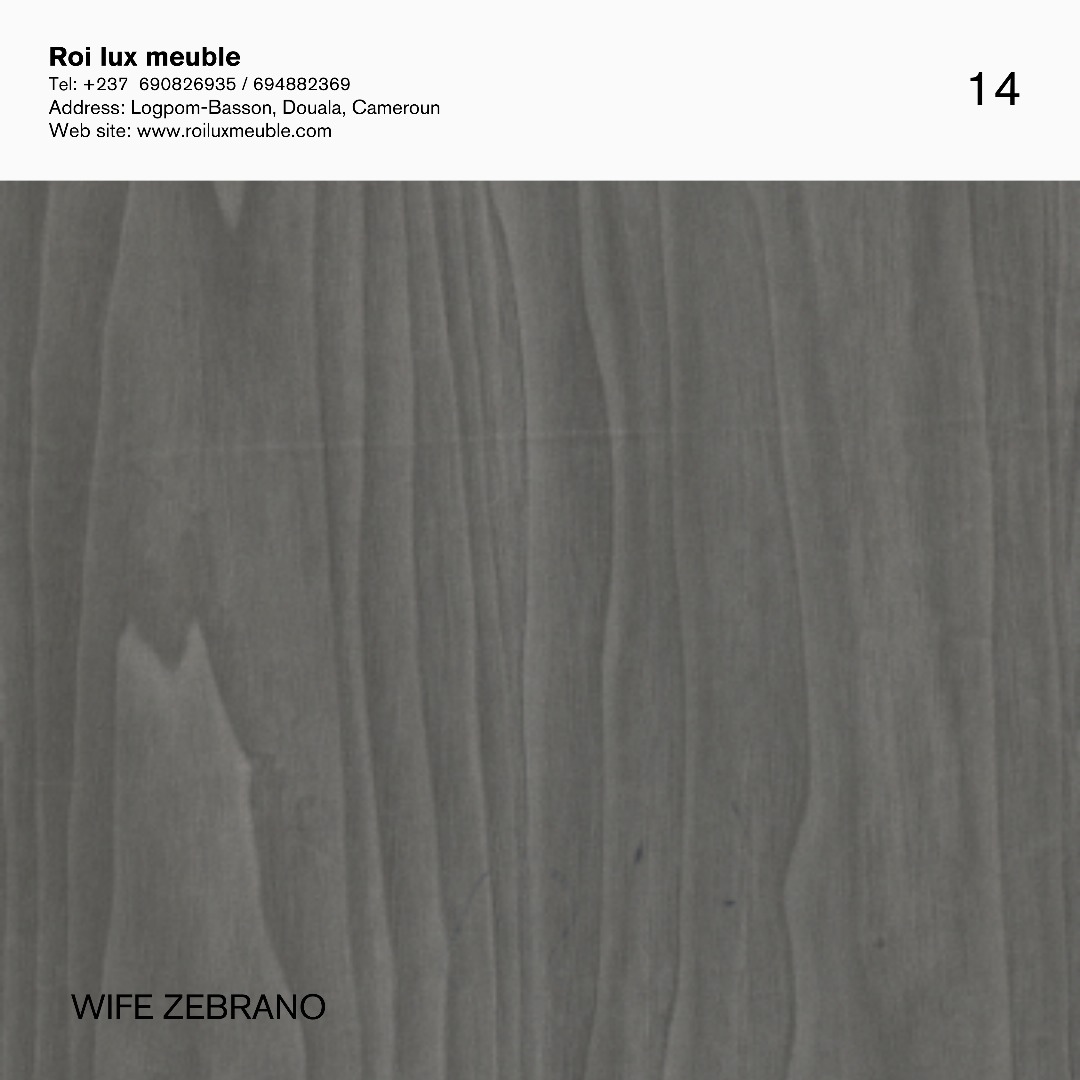 Roi lux meuble
Tel: +237  690826935 / 694882369
Address: Logpom-Basson, Douala, Cameroun
Web site: www.roiluxmeuble.com
14
WIFE ZEBRANO